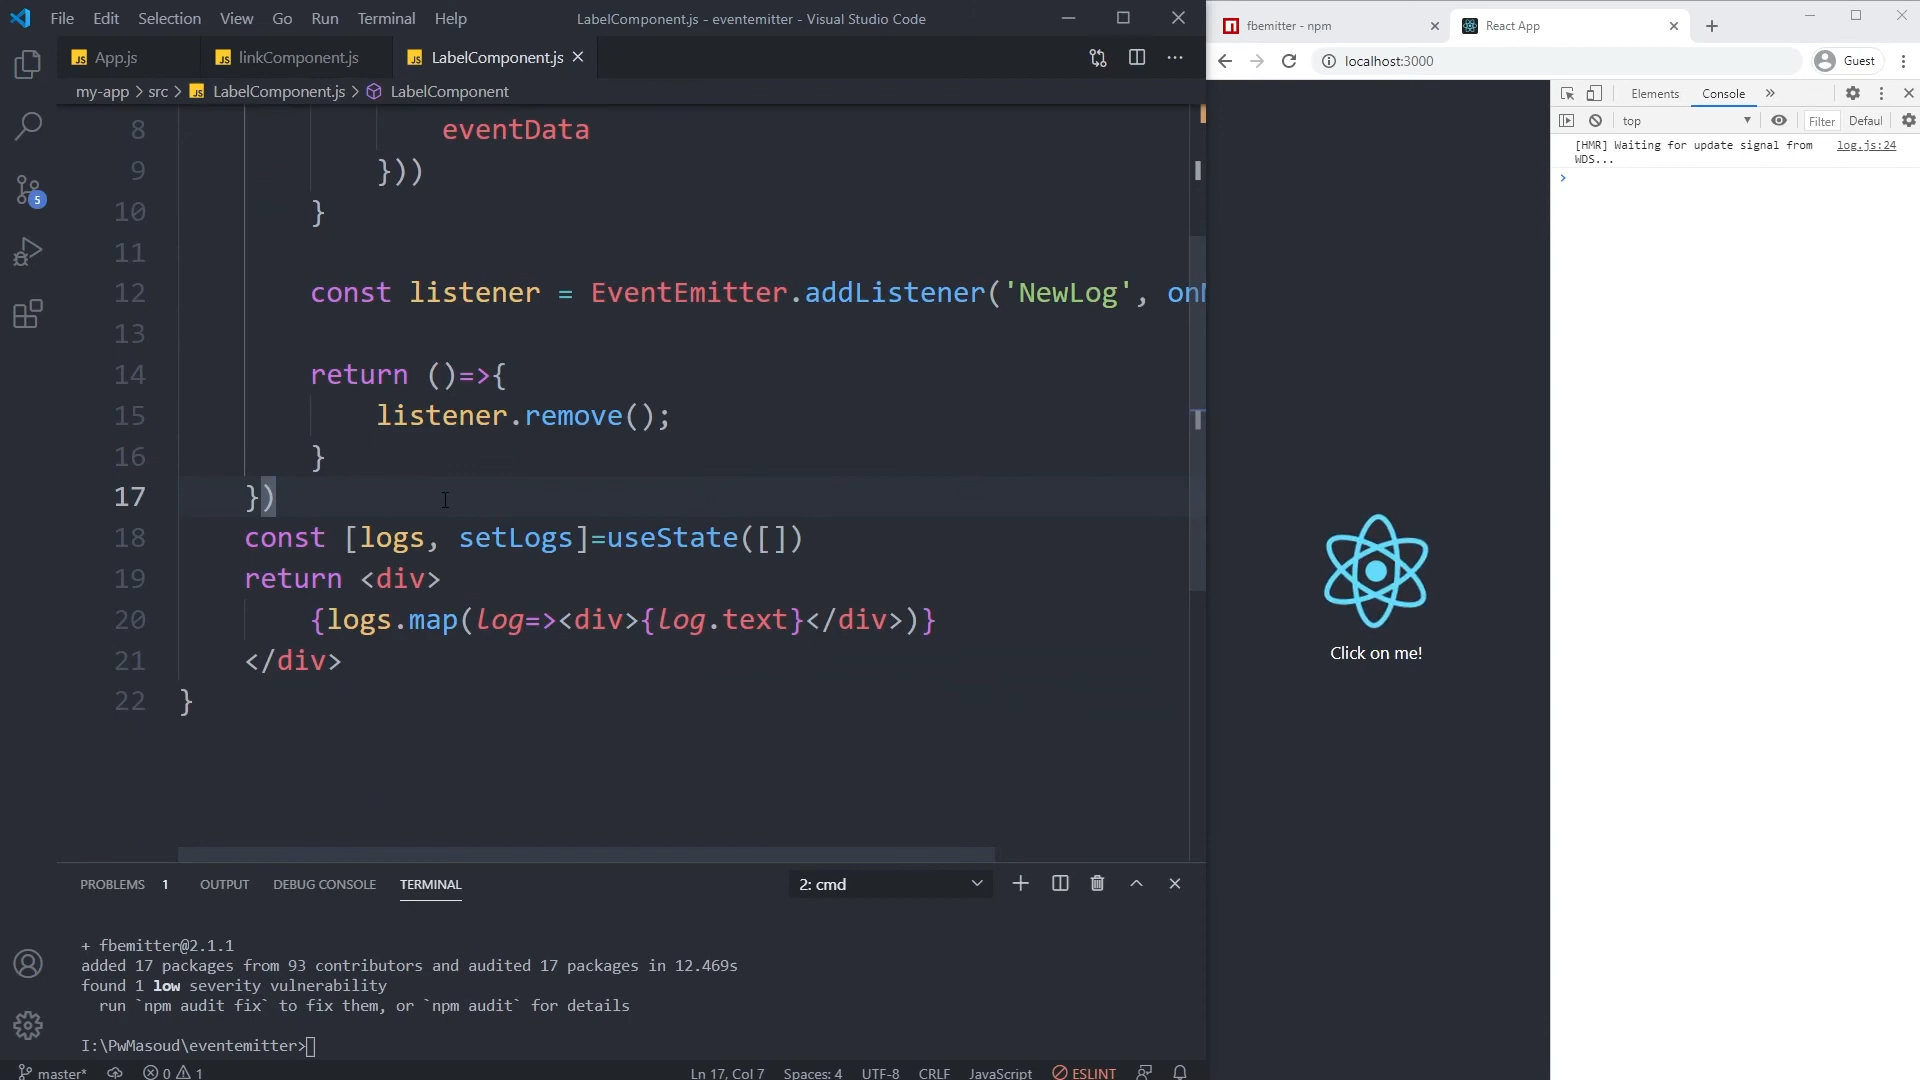 File Edit Selection View Go Run Terminal Help
LabelComponent.js - eventemitter - Visual Studio Code
App.js
linkComponent.js
LabelComponent.js
my-app > src > LabelComponent.js > LabelComponent
8 eventData
9 }))
10 }
11
12 const listener = EventEmitter.addListener('NewLog',
13
14 return ()=>{
15 listener.remove();
16 }
17 })
18 const [logs, setLogs]=useState([])
19 return <div>
20 {logs.map(log=><div>{log.text}</div>)}
21 </div>
22 }
5
PROBLEMS 1 OUTPUT DEBUG CONSOLE TERMINAL
2: cmd
+ fbemitter@2.1.1
added 17 packages from 93 contributors and audited 17 packages in 12.469s
found 1 low severity vulnerability
run `npm audit fix` to fix them, or `npm audit` for details
I:\PwMasoud\eventemitter>
master* 0 1
Ln 17, Col 7 Spaces: 4 UTF-8 CRLF JavaScript ESLINT
fbemitter - npm
React App
localhost:3000
Guest
Click on me!
Elements Console
top
Filter
Defaul
[HMR] Waiting for update signal from log.js:24
WDS...